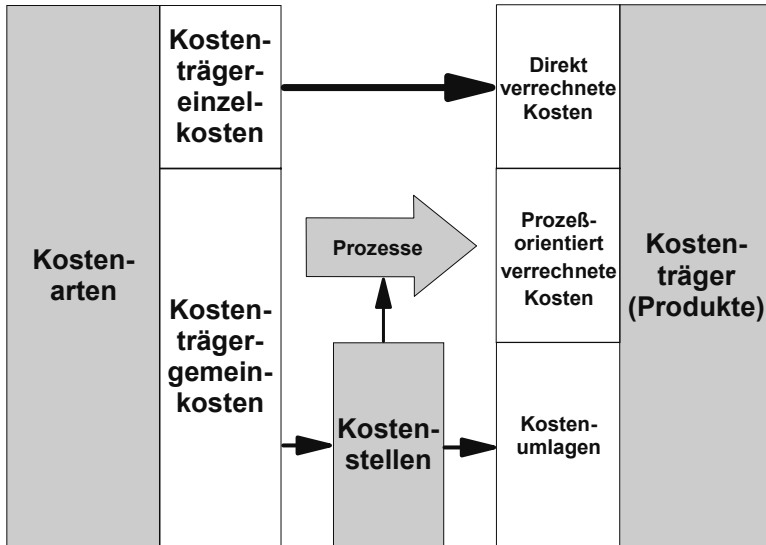 Kosten-
arten
Kosten-
träger-
einzel-
kosten
Kosten-
träger-
gemein-
kosten
Prozesse
Kosten-
stellen
Direkt
verrechnete
Kosten
Prozeß-
orientiert
verrechnete
Kosten
Kosten-
umlagen
Kosten-
träger
(Produkte)